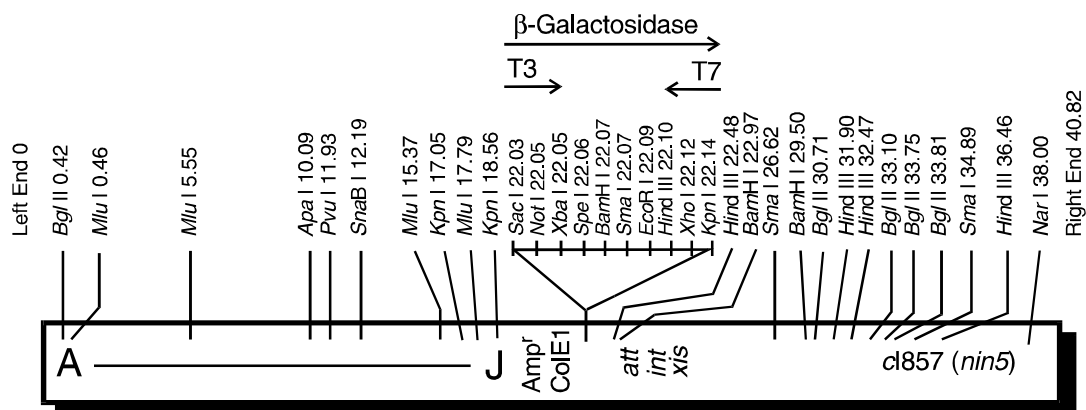 β-Galactosidase
T3
T7
Left End 0
Bgl II 0.42
Mlu I 0.46
Mlu I 5.55
Apa I 10.09
Pvu I 11.93
SnaB I 12.19
Mlu I 15.37
Kpn I 17.05
Mlu I 17.79
Kpn I 18.56
Sac I 22.03
Not I 22.05
Xba I 22.05
Spe I 22.06
BamH I 22.07
Sma I 22.07
EcoR I 22.09
Hind III 22.10
Xno I 22.12
Kpn I 22.14
Hind III 22.48
BamH I 22.97
Sma I 26.62
BamH I 29.50
Bgl II 30.71
Hind III 31.90
Hind III 32.47
Bgl II 33.10
Bgl II 33.75
Bgl II 33.81
Sma I 34.89
Hind III 36.46
Nar I 38.00
Right End 40.82
A
J
Ampʳ
ColE1
att
int
xis
cI857 (nin5)